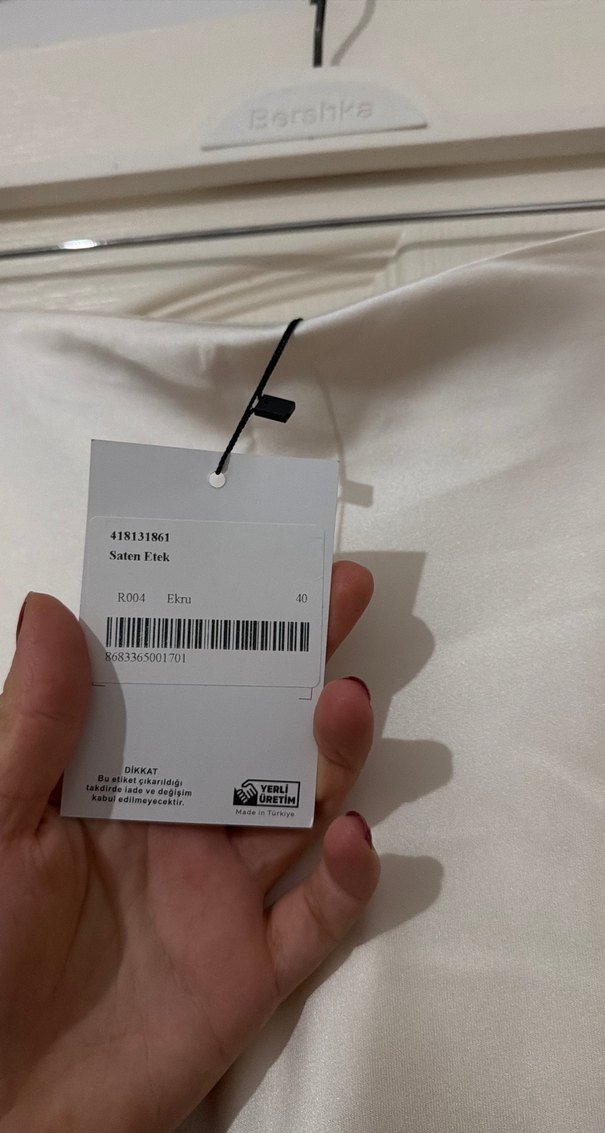 Bershka
418131861
Saten Etek
R004 Ekru 40
8683365001701
DİKKAT
Bu etiket çıkarıldığı
takdirde iade ve değişim
kabul edilmeyecektir.
YERLİ
ÜRETİM
Made in Türkiye